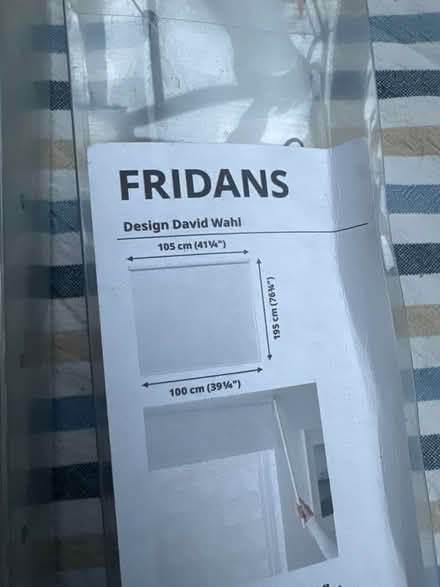 FRIDANS
Design David Wahl
105 cm (41¼")
195 cm (76¾")
100 cm (39¼")